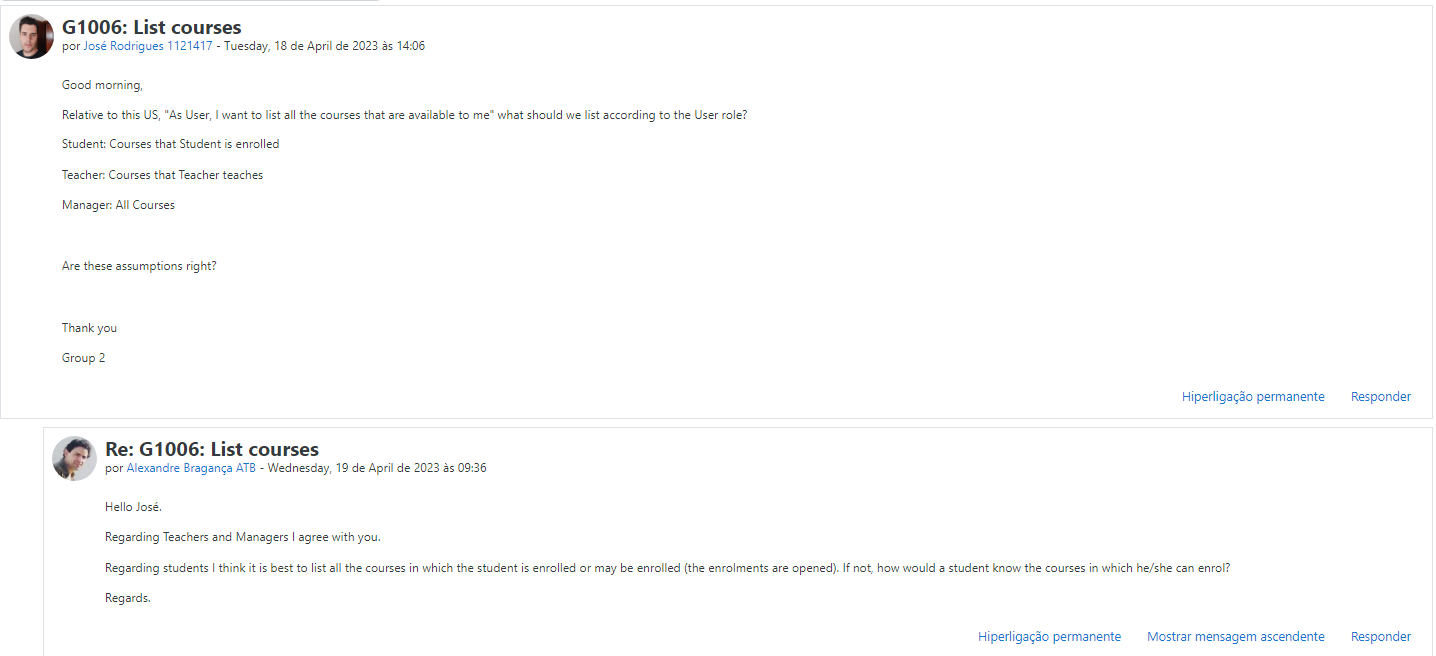 G1006: List courses
por José Rodrigues 1121417 - Tuesday, 18 de April de 2023 às 14:06
Good morning,
Relative to this US, "As User, I want to list all the courses that are available to me" what should we list according to the User role?
Student: Courses that Student is enrolled
Teacher: Courses that Teacher teaches
Manager: All Courses
Are these assumptions right?
Thank you
Group 2
Hiperligação permanente Responder
Re: G1006: List courses
por Alexandre Bragança ATB - Wednesday, 19 de April de 2023 às 09:36
Hello José.
Regarding Teachers and Managers I agree with you.
Regarding students I think it is best to list all the courses in which the student is enrolled or may be enrolled (the enrolments are opened). If not, how would a student know the courses in which he/she can enrol?
Regards.
Hiperligação permanente Mostrar mensagem ascendente Responder